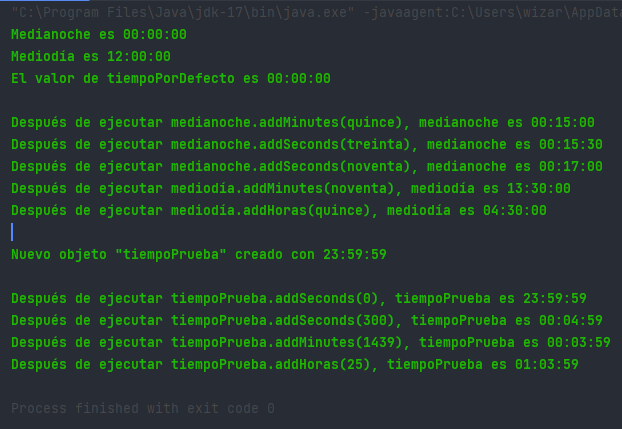 "C:\Program Files\Java\jdk-17\bin\java.exe" -javaagent:C:\Users\wizar\AppDat
Medianoche es 00:00:00
Mediodía es 12:00:00
El valor de tiempoPorDefecto es 00:00:00
Después de ejecutar medianoche.addMinutes(quince), medianoche es 00:15:00
Después de ejecutar medianoche.addSeconds(treinta), medianoche es 00:15:30
Después de ejecutar medianoche.addSeconds(noventa), medianoche es 00:17:00
Después de ejecutar mediodía.addMinutes(noventa), mediodía es 13:30:00
Después de ejecutar mediodía.addHoras(quince), mediodía es 04:30:00
Nuevo objeto "tiempoPrueba" creado con 23:59:59
Después de ejecutar tiempoPrueba.addSeconds(0), tiempoPrueba es 23:59:59
Después de ejecutar tiempoPrueba.addSeconds(300), tiempoPrueba es 00:04:59
Después de ejecutar tiempoPrueba.addMinutes(1439), tiempoPrueba es 00:03:59
Después de ejecutar tiempoPrueba.addHoras(25), tiempoPrueba es 01:03:59
Process finished with exit code 0